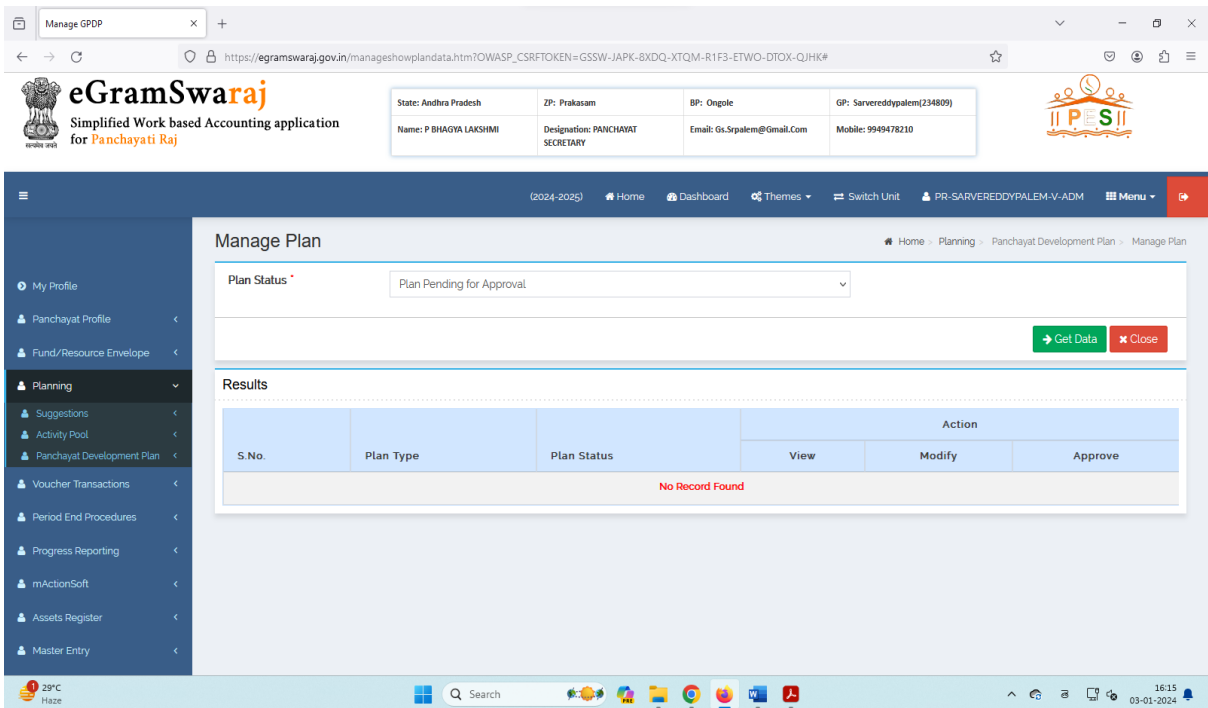 Manage GPDP
https://egramswaraj.gov.in/manageshowplandata.htm?OWASP_CSRFTOKEN=GSSW-JAPK-8XDQ-XTQM-R1F3-ETWO-DTOX-QJHK#
eGramSwaraj
Simplified Work based Accounting application
for Panchayati Raj
सत्यमेव जयते
State: Andhra Pradesh ZP: Prakasam BP: Ongole GP: Sarvereddypalem(234809)
Name: P BHAGYA LAKSHMI Designation: PANCHAYAT SECRETARY Email: Gs.Srpalem@Gmail.Com Mobile: 9949478210
PES
(2024-2025) Home Dashboard Themes Switch Unit PR-SARVEREDDYPALEM-V-ADM Menu
Manage Plan
Home > Planning > Panchayat Development Plan > Manage Plan
My Profile
Panchayat Profile
Fund/Resource Envelope
Planning
Suggestions
Activity Pool
Panchayat Development Plan
Voucher Transactions
Period End Procedures
Progress Reporting
mActionSoft
Assets Register
Master Entry
Plan Status * Plan Pending for Approval
Get Data Close
Results
S.No. Plan Type Plan Status Action
View Modify Approve
No Record Found
1 29°C
Haze
Search
PRE
16:15
03-01-2024